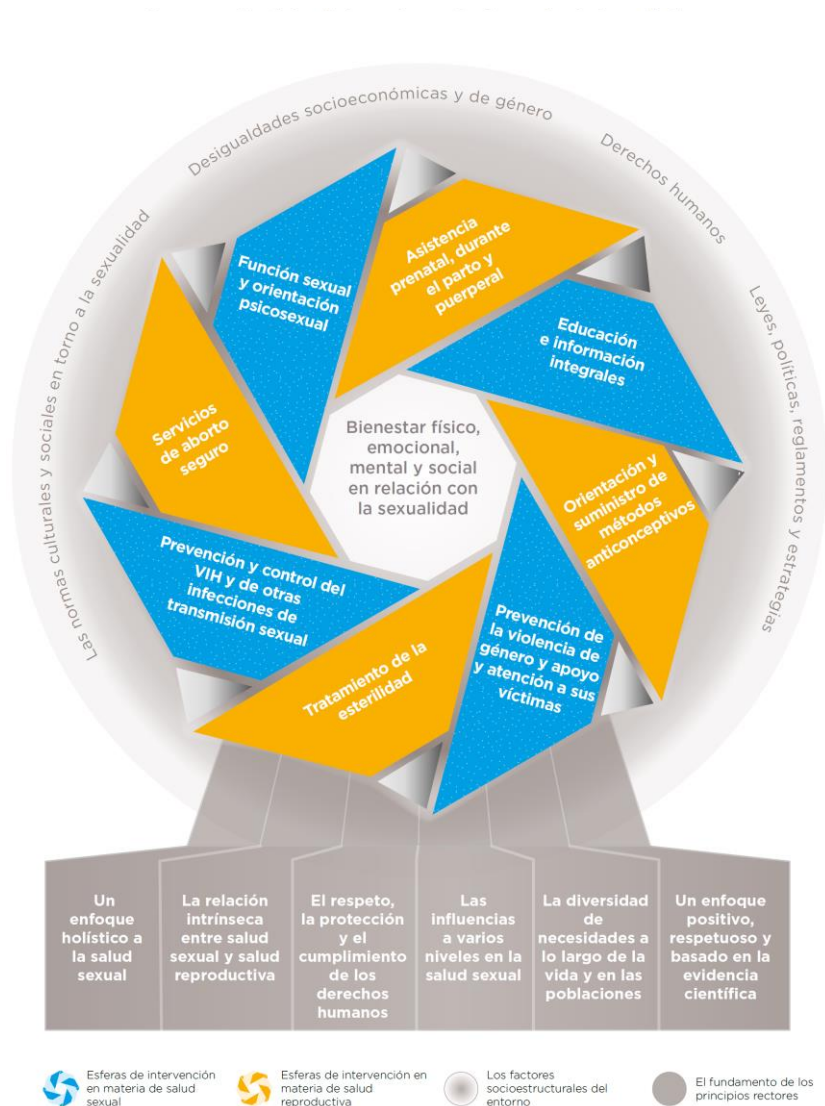 Desigualdades socioeconómicas y de género
Derechos humanos
Leyes, políticas, reglamentos y estrategias
Las normas culturales y sociales en torno a la sexualidad
Función sexual
y orientación
psicosexual
Asistencia
prenatal, durante
el parto y
puerperal
Educación
e información
integrales
Orientación y
suministro de
métodos
anticonceptivos
Prevención de
la violencia de
género y apoyo
y atención a sus
víctimas
Tratamiento de la
esterilidad
Prevención y control del
VIH y de otras
infecciones de
transmisión sexual
Servicios
de aborto
seguro
Bienestar físico,
emocional,
mental y social
en relación con
la sexualidad
Un
enfoque
holístico a
la salud
sexual
La relación
intrínseca
entre salud
sexual y salud
reproductiva
El respeto,
la protección
y el
cumplimiento
de los
derechos
humanos
Las
influencias
a varios
niveles en la
salud sexual
La diversidad
de
necesidades a
lo largo de la
vida y en las
poblaciones
Un enfoque
positivo,
respetuoso y
basado en la
evidencia
científica
Esferas de intervención
en materia de salud
sexual
Esferas de intervención en
materia de salud
reproductiva
Los factores
socioestructurales del
entorno
El fundamento de los
principios rectores